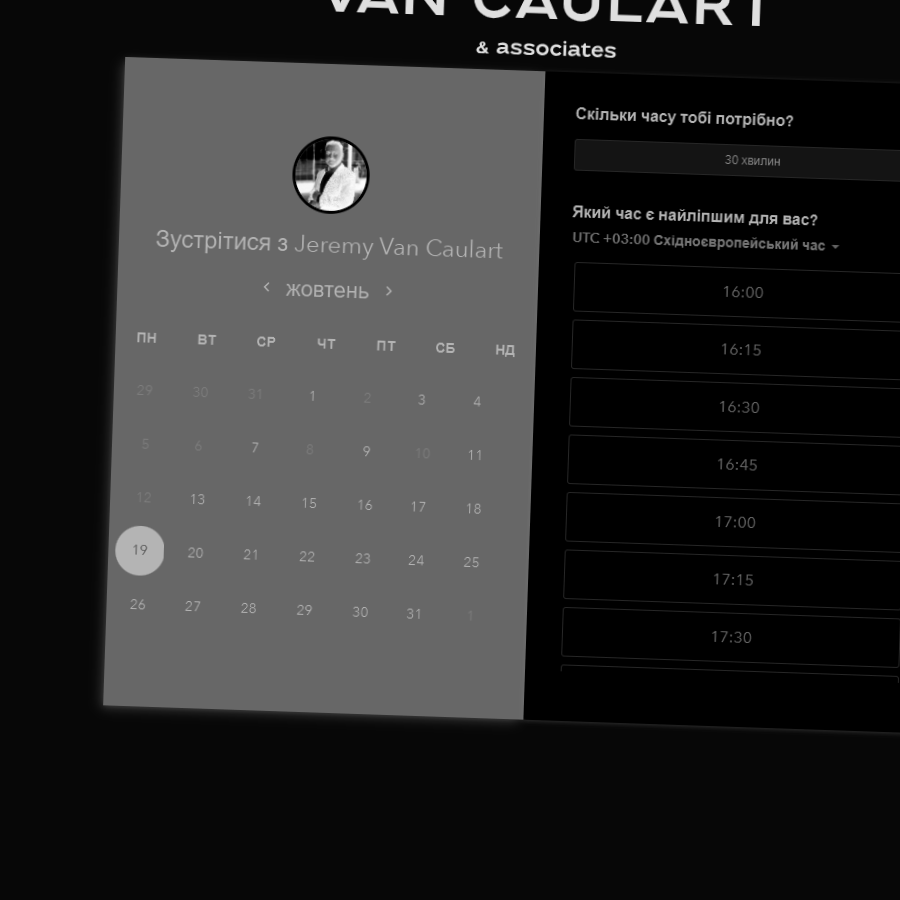 VAN CAULART
& associates
Зустрітися з Jeremy Van Caulart
жовтень
ПН ВТ СР ЧТ ПТ СБ НД
29 30 31 1 2 3 4
5 6 7 8 9 10 11
12 13 14 15 16 17 18
19 20 21 22 23 24 25
26 27 28 29 30 31 1
Скільки часу тобі потрібно?
30 хвилин
Який час є найліпшим для вас?
UTC +03:00 Східноєвропейський час
16:00
16:15
16:30
16:45
17:00
17:15
17:30